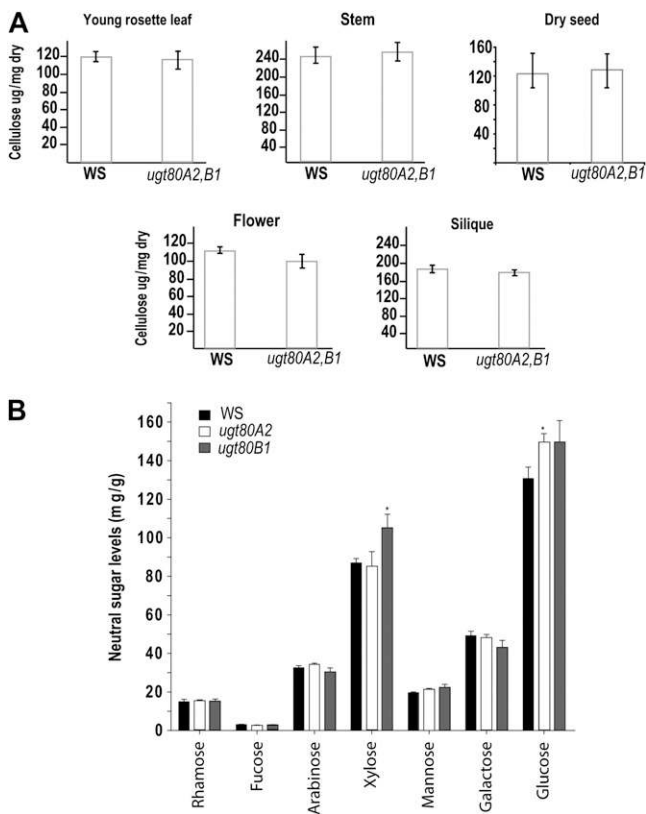 A
Young rosette leaf
Stem
Dry seed
Cellulose ug/mg dry
120
100
80
60
40
20
WS
ugt80A2,B1
240
200
160
120
80
40
WS
ugt80A2,B1
160
120
80
40
WS
ugt80A2,B1
Flower
Silique
Cellulose ug/mg dry
120
100
80
60
40
20
WS
ugt80A2,B1
200
180
160
120
80
40
WS
ugt80A2,B1
B
WS
ugt80A2
ugt80B1
Neutral sugar levels (mg/g)
160
140
120
100
80
60
40
20
0
*
*
Rhamose
Fucose
Arabinose
Xylose
Mannose
Galactose
Glucose